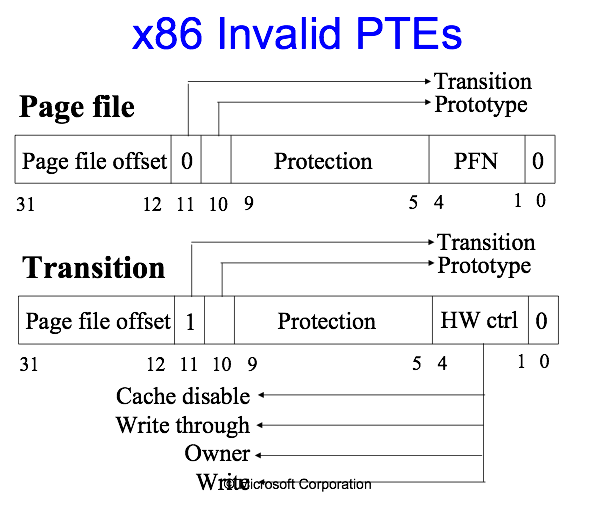 x86 Invalid PTEs
Transition
Page file
Prototype
Page file offset 0 Protection PFN 0
31 12 11 10 9 5 4 1 0
Transition
Transition
Prototype
Page file offset 1 Protection HW ctrl 0
31 12 11 10 9 5 4 1 0
Cache disable
Write through
Owner
Write
© Microsoft Corporation